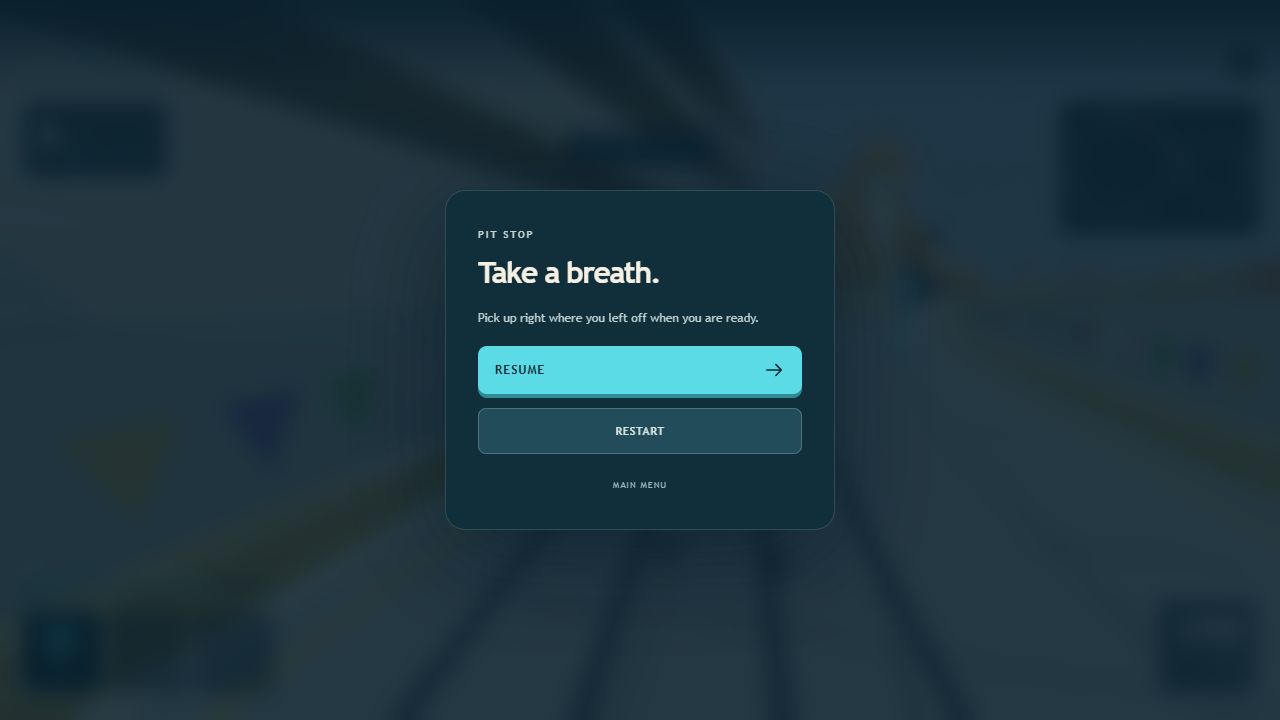 PIT STOP
Take a breath.
Pick up right where you left off when you are ready.
RESUME
RESTART
MAIN MENU